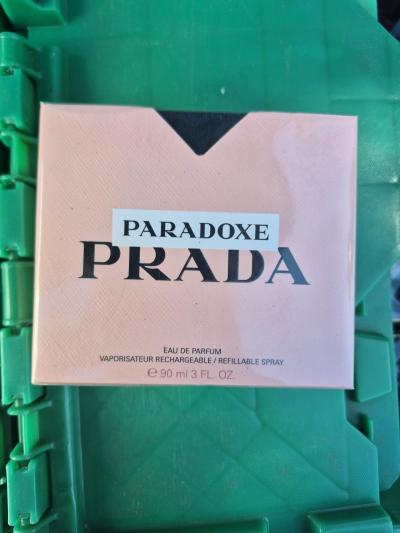 PARADOXE
PRADA
EAU DE PARFUM
VAPORISATEUR RECHARGEABLE / REFILLABLE SPRAY
℮ 90 ml 3 FL. OZ.